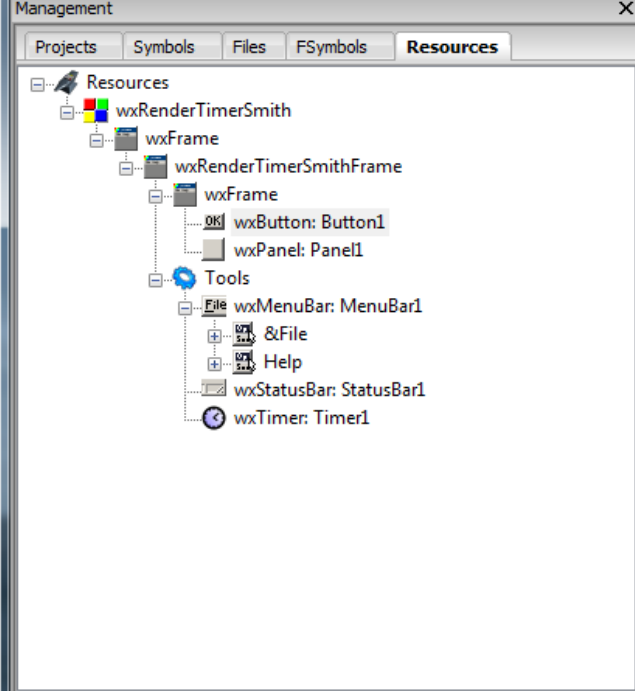 Management
Projects Symbols Files FSymbols Resources
Resources
wxRenderTimerSmith
wxFrame
wxRenderTimerSmithFrame
wxFrame
OK wxButton: Button1
wxPanel: Panel1
Tools
File wxMenuBar: MenuBar1
&File
Help
wxStatusBar: StatusBar1
wxTimer: Timer1